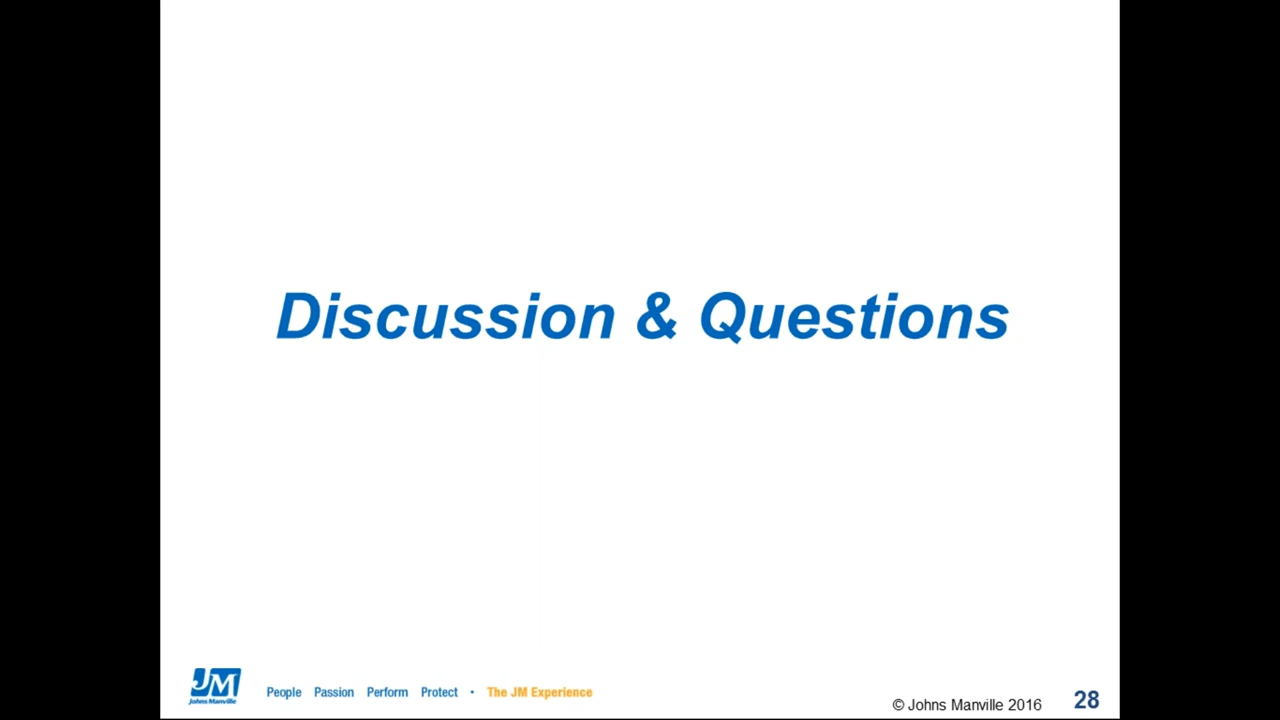 Discussion & Questions
JM
Johns Manville
People Passion Perform Protect • The JM Experience
© Johns Manville 2016
28